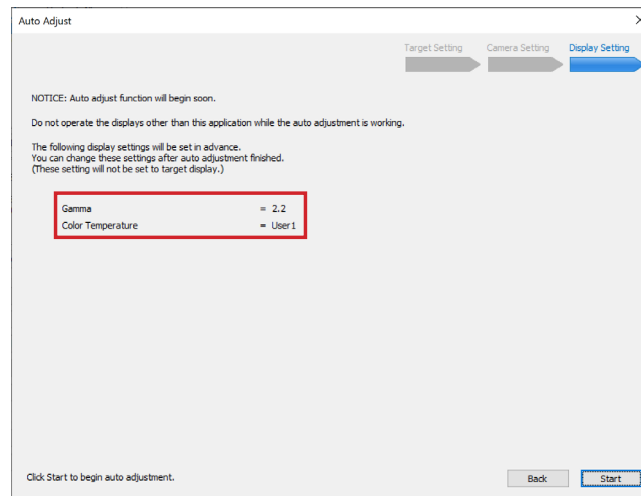 Auto Adjust
Target Setting
Camera Setting
Display Setting
NOTICE: Auto adjust function will begin soon.
Do not operate the displays other than this application while the auto adjustment is working.
The following display settings will be set in advance.
You can change these settings after auto adjustment finished.
(These setting will not be set to target display.)
Gamma = 2.2
Color Temperature = User1
Click Start to begin auto adjustment.
Back
Start